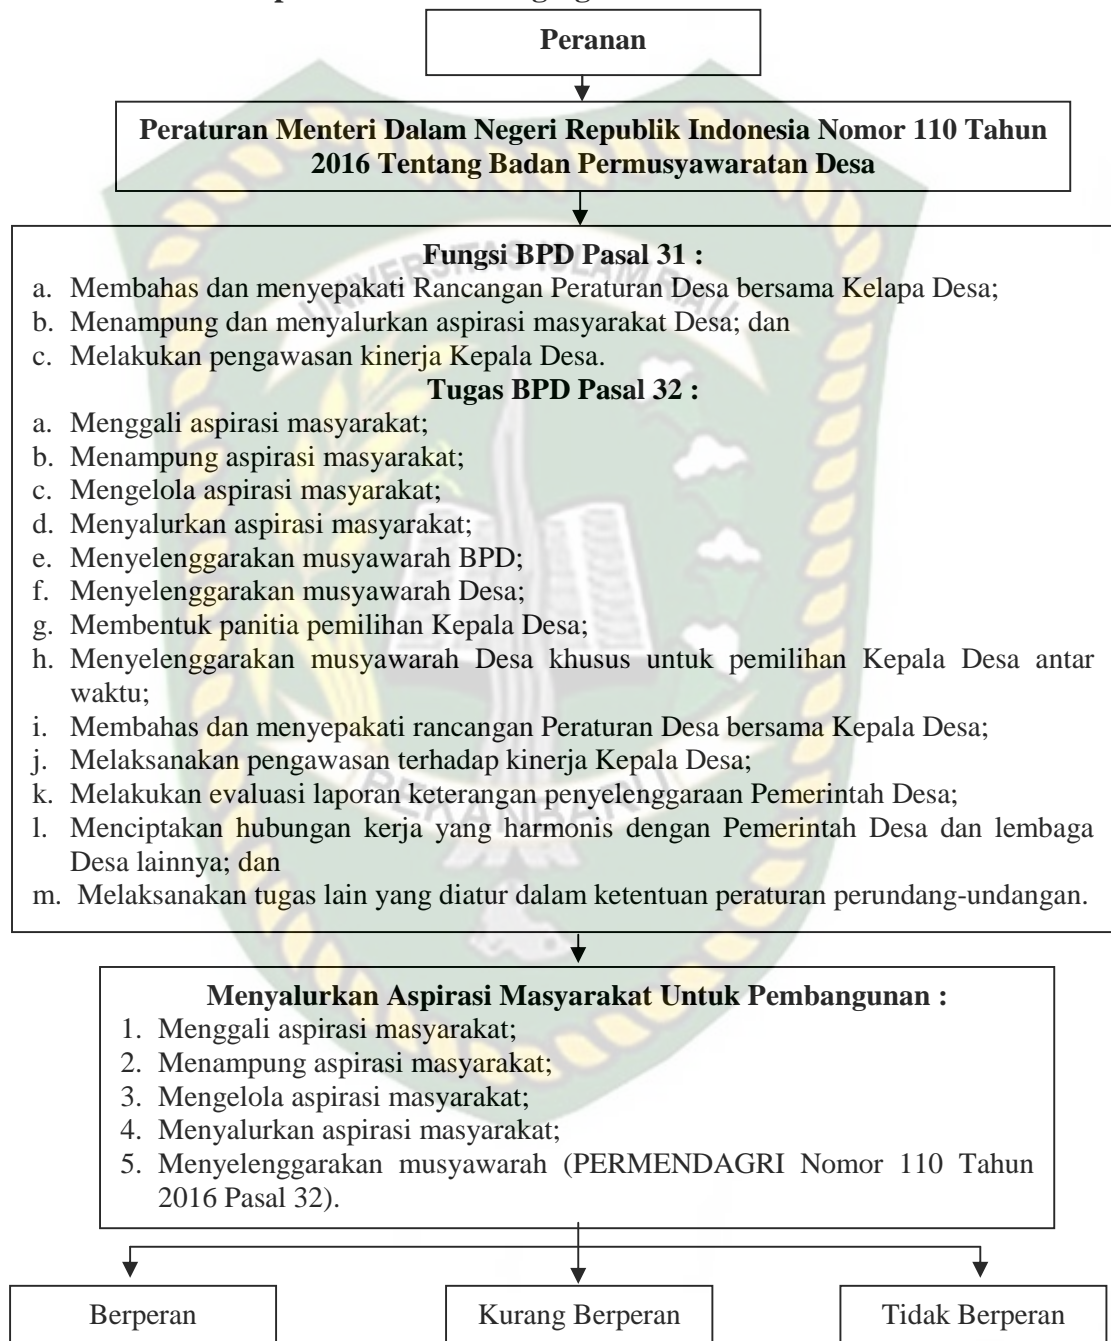 Peranan
Peraturan Menteri Dalam Negeri Republik Indonesia Nomor 110 Tahun
2016 Tentang Badan Permusyawaratan Desa
Fungsi BPD Pasal 31 :
a. Membahas dan menyepakati Rancangan Peraturan Desa bersama Kelapa Desa;
b. Menampung dan menyalurkan aspirasi masyarakat Desa; dan
c. Melakukan pengawasan kinerja Kepala Desa.
Tugas BPD Pasal 32 :
a. Menggali aspirasi masyarakat;
b. Menampung aspirasi masyarakat;
c. Mengelola aspirasi masyarakat;
d. Menyalurkan aspirasi masyarakat;
e. Menyelenggarakan musyawarah BPD;
f. Menyelenggarakan musyawarah Desa;
g. Membentuk panitia pemilihan Kepala Desa;
h. Menyelenggarakan musyawarah Desa khusus untuk pemilihan Kepala Desa antar
waktu;
i. Membahas dan menyepakati rancangan Peraturan Desa bersama Kepala Desa;
j. Melaksanakan pengawasan terhadap kinerja Kepala Desa;
k. Melakukan evaluasi laporan keterangan penyelenggaraan Pemerintah Desa;
l. Menciptakan hubungan kerja yang harmonis dengan Pemerintah Desa dan lembaga
Desa lainnya; dan
m. Melaksanakan tugas lain yang diatur dalam ketentuan peraturan perundang-undangan.
Menyalurkan Aspirasi Masyarakat Untuk Pembangunan :
1. Menggali aspirasi masyarakat;
2. Menampung aspirasi masyarakat;
3. Mengelola aspirasi masyarakat;
4. Menyalurkan aspirasi masyarakat;
5. Menyelenggarakan musyawarah (PERMENDAGRI Nomor 110 Tahun
2016 Pasal 32).
Berperan
Kurang Berperan
Tidak Berperan
UNIVERSITAS ISLAM RIAU
PEKANBARU